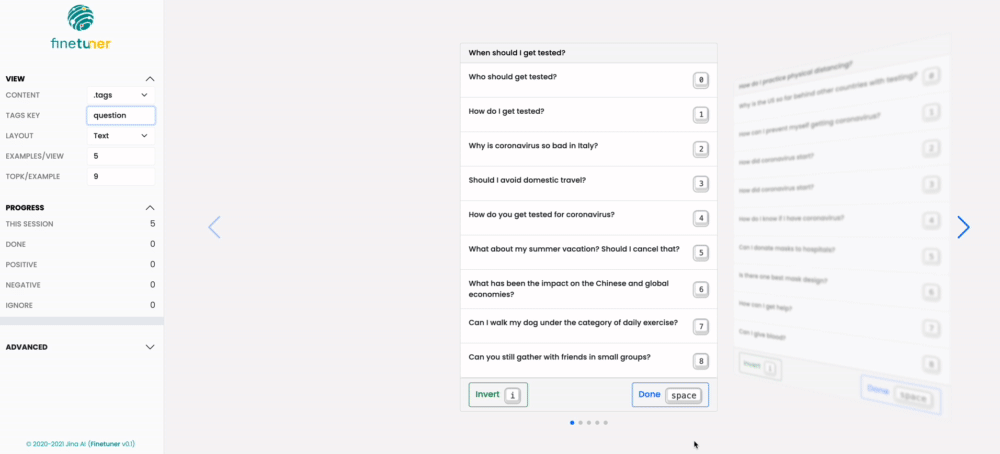 finetuner
VIEW
CONTENT .tags
TAGS KEY question
LAYOUT Text
EXAMPLES/VIEW 5
TOPK/EXAMPLE 9
PROGRESS
THIS SESSION 5
DONE 0
POSITIVE 0
NEGATIVE 0
IGNORE 0
ADVANCED
© 2020-2021 Jina AI (Finetuner v0.1)
When should I get tested?
Who should get tested? 0
How do I get tested? 1
Why is coronavirus so bad in Italy? 2
Should I avoid domestic travel? 3
How do you get tested for coronavirus? 4
What about my summer vacation? Should I cancel that? 5
What has been the impact on the Chinese and global
economies? 6
Can I walk my dog under the category of daily exercise? 7
Can you still gather with friends in small groups? 8
Invert i Done space
How do I practice physical distancing?
Why is the US so far behind other countries with testing? 0
How can I prevent myself getting coronavirus? 1
How did coronavirus start? 2
How did coronavirus start? 3
How do I know if I have coronavirus? 4
Can I donate masks to hospitals? 5
Is there one best mask design? 6
How can I get help? 7
Can I give blood? 8
Invert i Done space